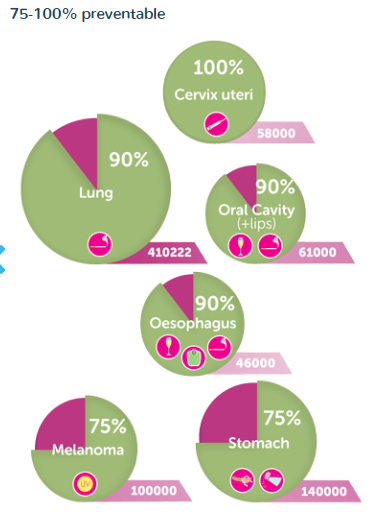 75-100% preventable
100%
Cervix uteri
58000
90%
Lung
410222
90%
Oral Cavity
(+lips)
61000
90%
Oesophagus
46000
75%
Melanoma
UV
100000
75%
Stomach
140000